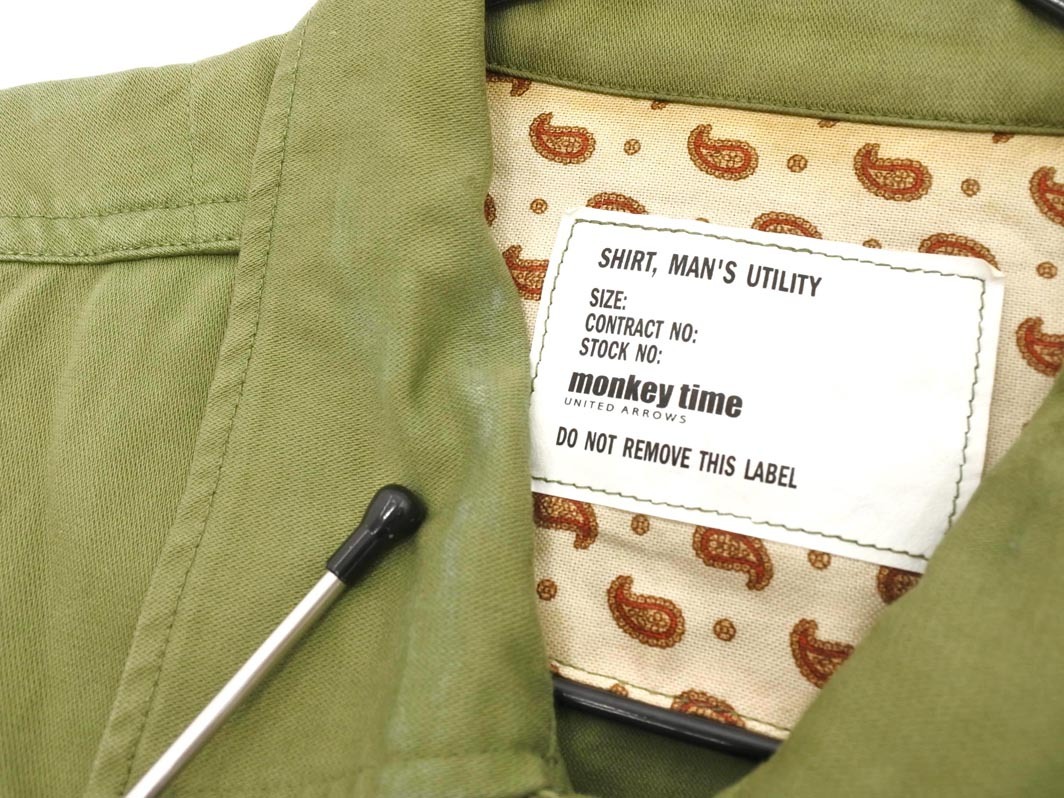 SHIRT, MAN'S UTILITY
SIZE:
CONTRACT NO:
STOCK NO:
monkey time
UNITED ARROWS
DO NOT REMOVE THIS LABEL